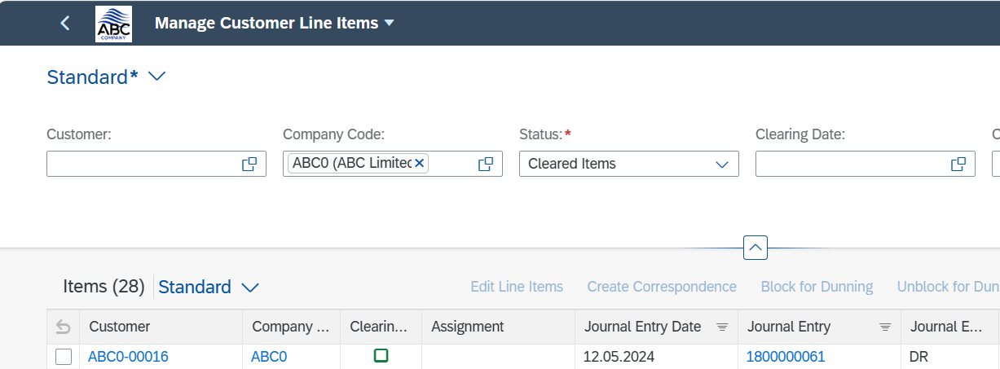 ABC
COMPANY
Manage Customer Line Items
Standard*
Customer:
Company Code:
Status:*
Clearing Date:
ABC0 (ABC Limited
Cleared Items
Items (28)
Standard
Edit Line Items
Create Correspondence
Block for Dunning
Unblock for Dun
Customer
Company ...
Clearin...
Assignment
Journal Entry Date
Journal Entry
Journal E...
ABC0-00016
ABC0
12.05.2024
1800000061
DR